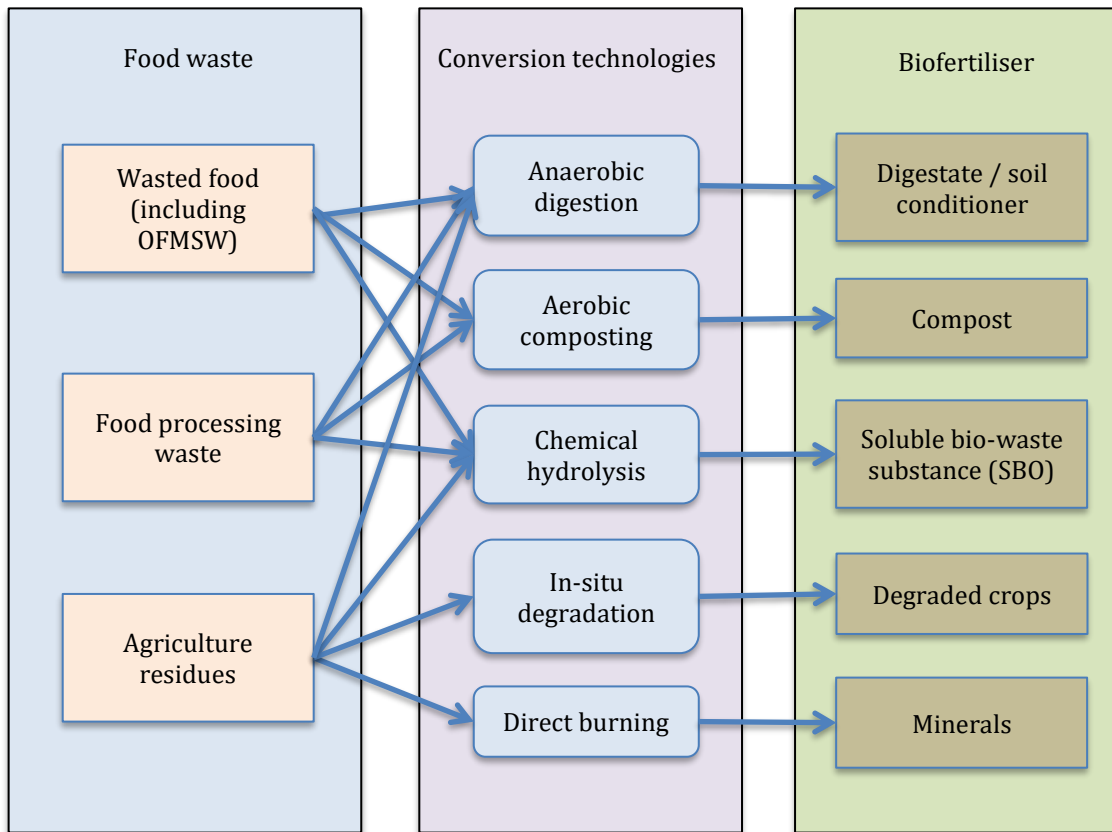 Food waste
Wasted food
(including
OFMSW)
Food processing
waste
Agriculture
residues
Conversion technologies
Anaerobic
digestion
Aerobic
composting
Chemical
hydrolysis
In-situ
degradation
Direct burning
Biofertiliser
Digestate / soil
conditioner
Compost
Soluble bio-waste
substance (SBO)
Degraded crops
Minerals